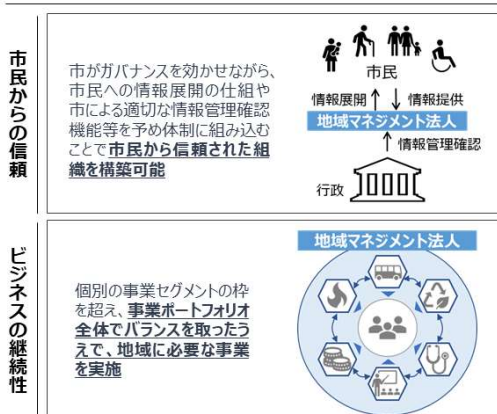 市民からの信頼
市がガバナンスを効かせながら、
市民への情報展開の仕組や
市による適切な情報管理確認
機能等を予め体制に組み込む
ことで市民から信頼された組
織を構築可能
市民
情報展開
情報提供
地域マネジメント法人
情報管理確認
行政
ビジネスの継続性
個別の事業セグメントの枠
を超え、事業ポートフォリオ
全体でバランスを取ったう
えで、地域に必要な事業
を実施
地域マネジメント法人